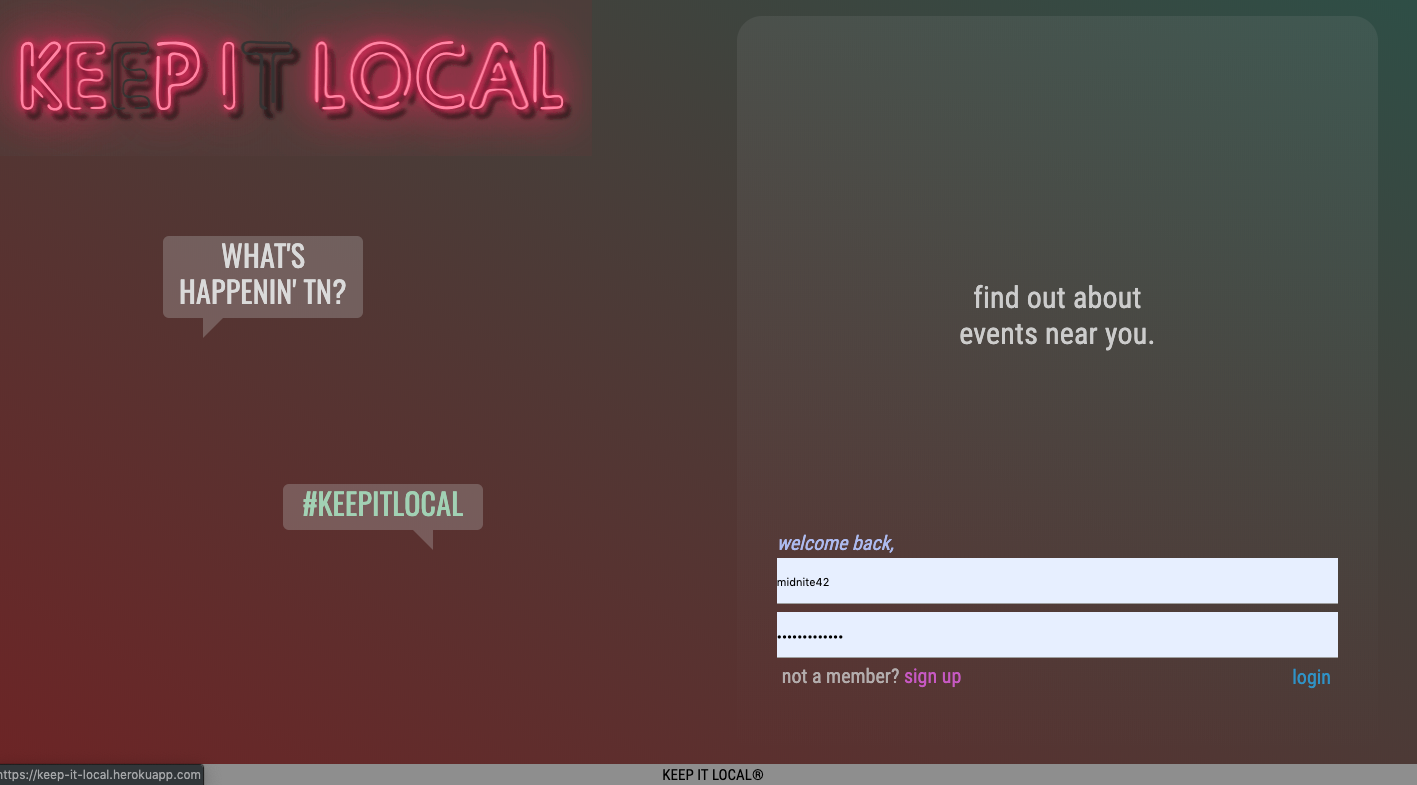 KEEP IT LOCAL
WHAT'S
HAPPENIN' TN?
#KEEPITLOCAL
find out about
events near you.
welcome back,
midnite42
•••••••••••••
not a member? sign up
login
https://keep-it-local.herokuapp.com
KEEP IT LOCAL®